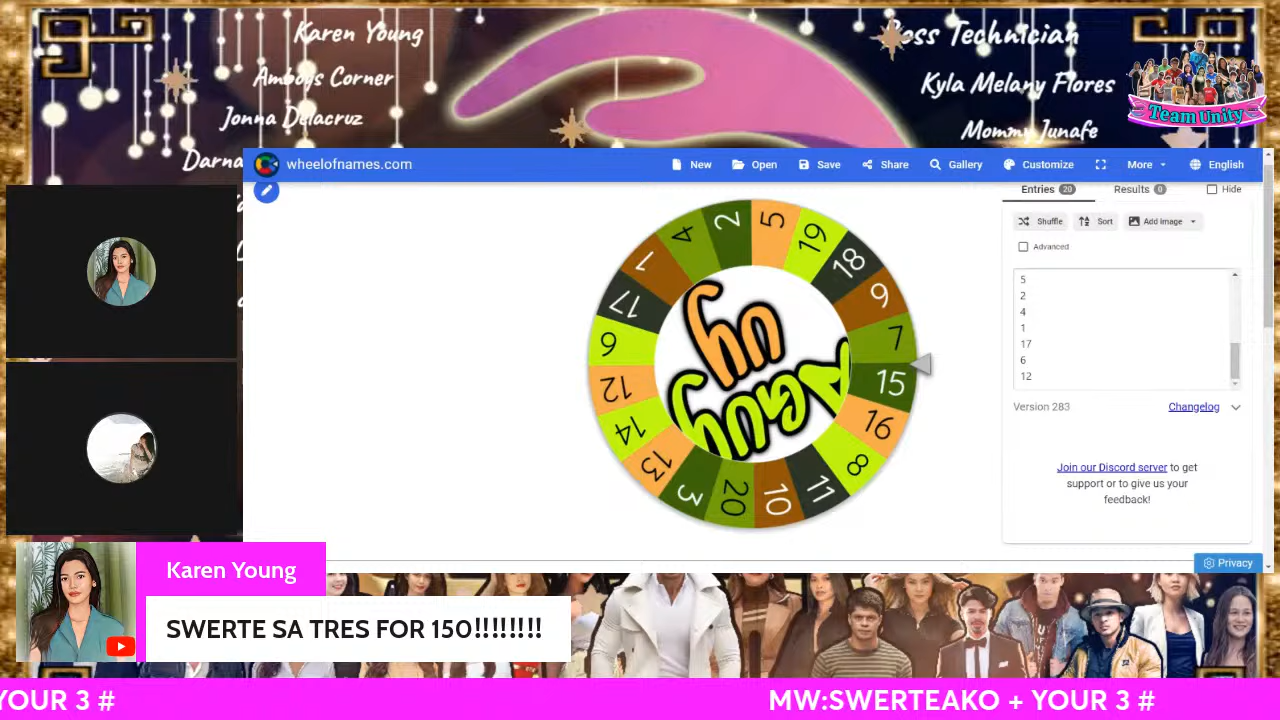 Karen Young
Amboys Corner
Jonna Delacruz
Darna
oss Technician
Kyla Melany Flores
Mommy Junafe
Team Unity
wheelofnames.com
New
Open
Save
Share
Gallery
Customize
More
English
Entries 20
Results 0
Hide
Shuffle
Sort
Add image
Advanced
5
2
4
1
17
6
12
Version 283
Changelog
Join our Discord server to get
support or to give us your
feedback!
Privacy
2
5
19
18
9
7
15
16
8
11
10
20
3
13
14
12
6
17
1
4
Karen Young
SWERTE SA TRES FOR 150!!!!!!!!
YOUR 3 #
MW:SWERTEAKO + YOUR 3 #